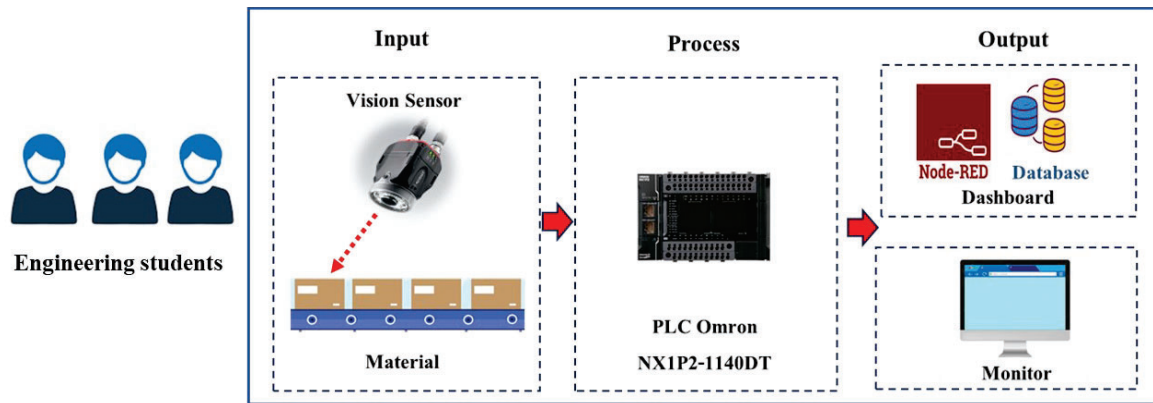 Input
Process
Output
Vision Sensor
Node-RED
Database
Dashboard
Engineering students
PLC Omron
NX1P2-1140DT
Material
Monitor